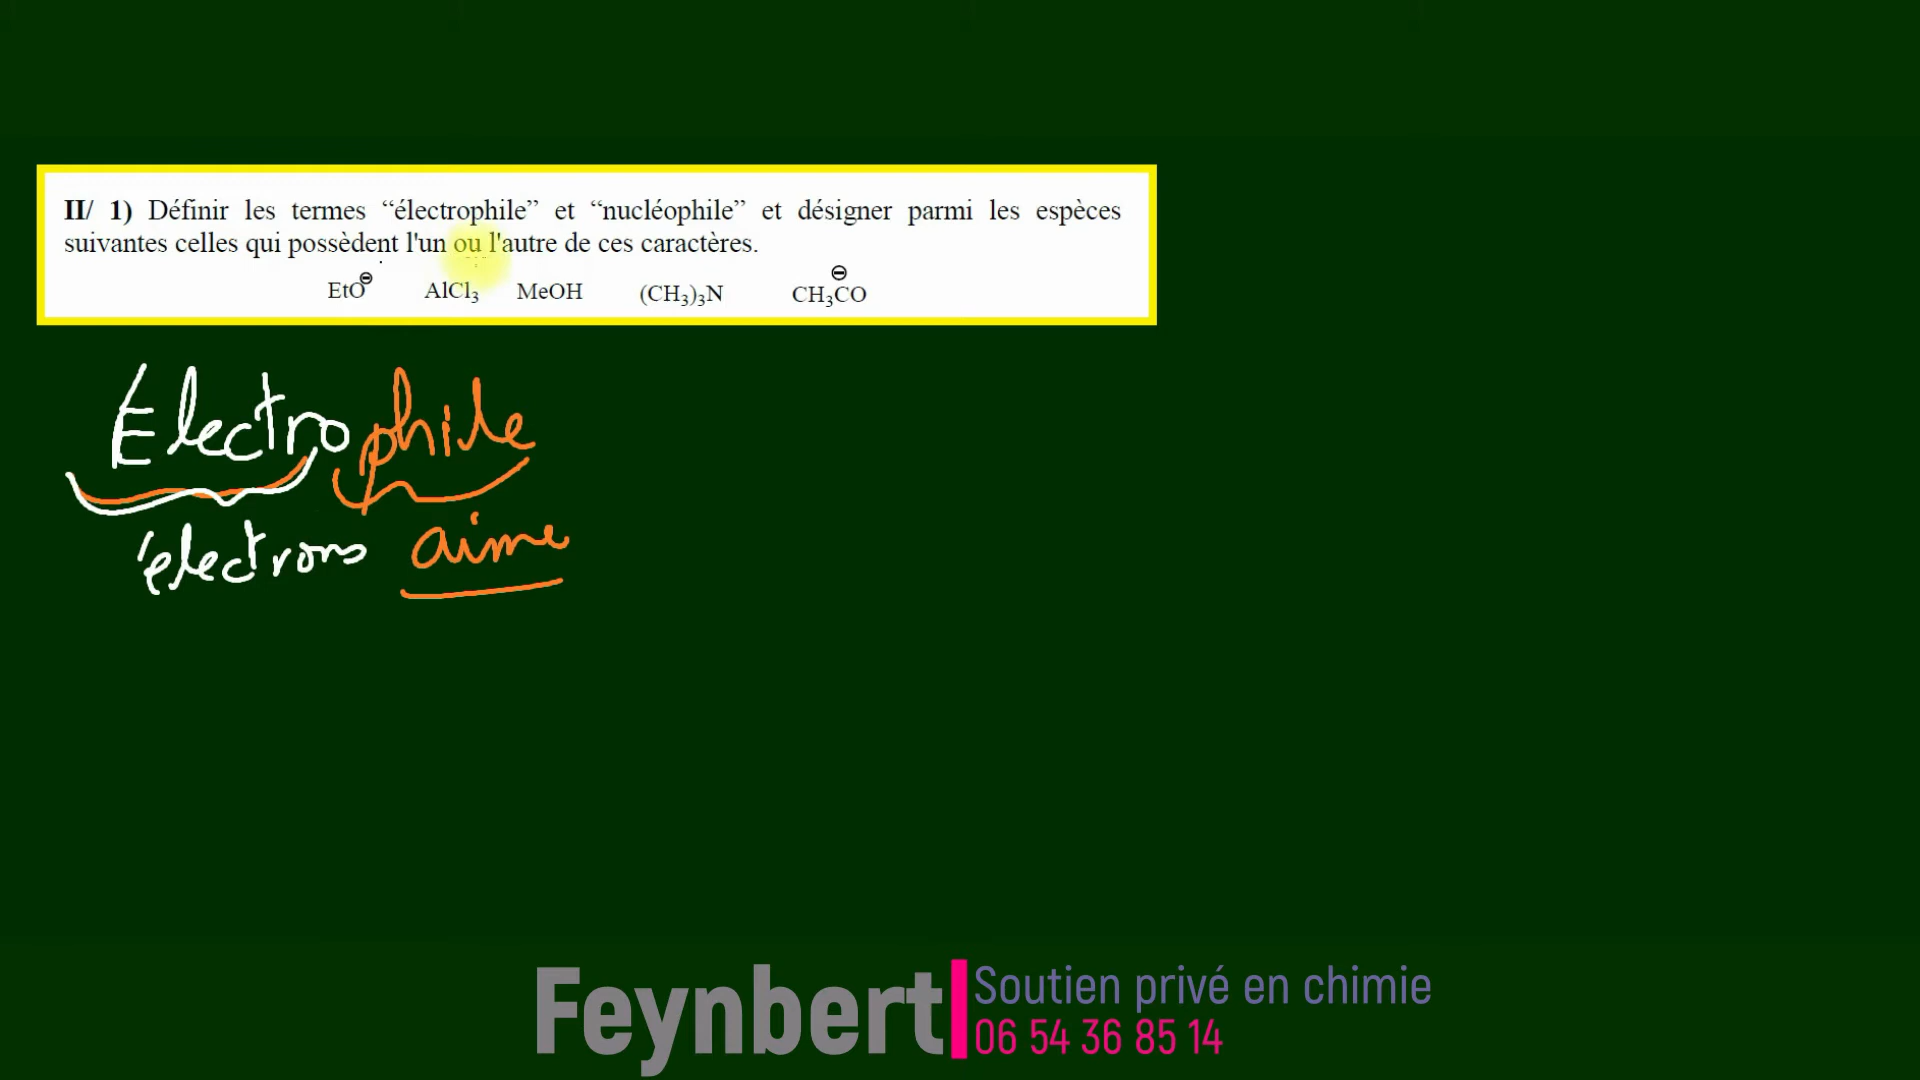 II/ 1) Définir les termes “électrophile” et “nucléophile” et désigner parmi les espèces
suivantes celles qui possèdent l'un ou l'autre de ces caractères.
EtO⊖ AlCl₃ MeOH (CH₃)₃N CH₃CO⊖
Électrophile
électrons aime
Feynbert
Soutien privé en chimie
06 54 36 85 14